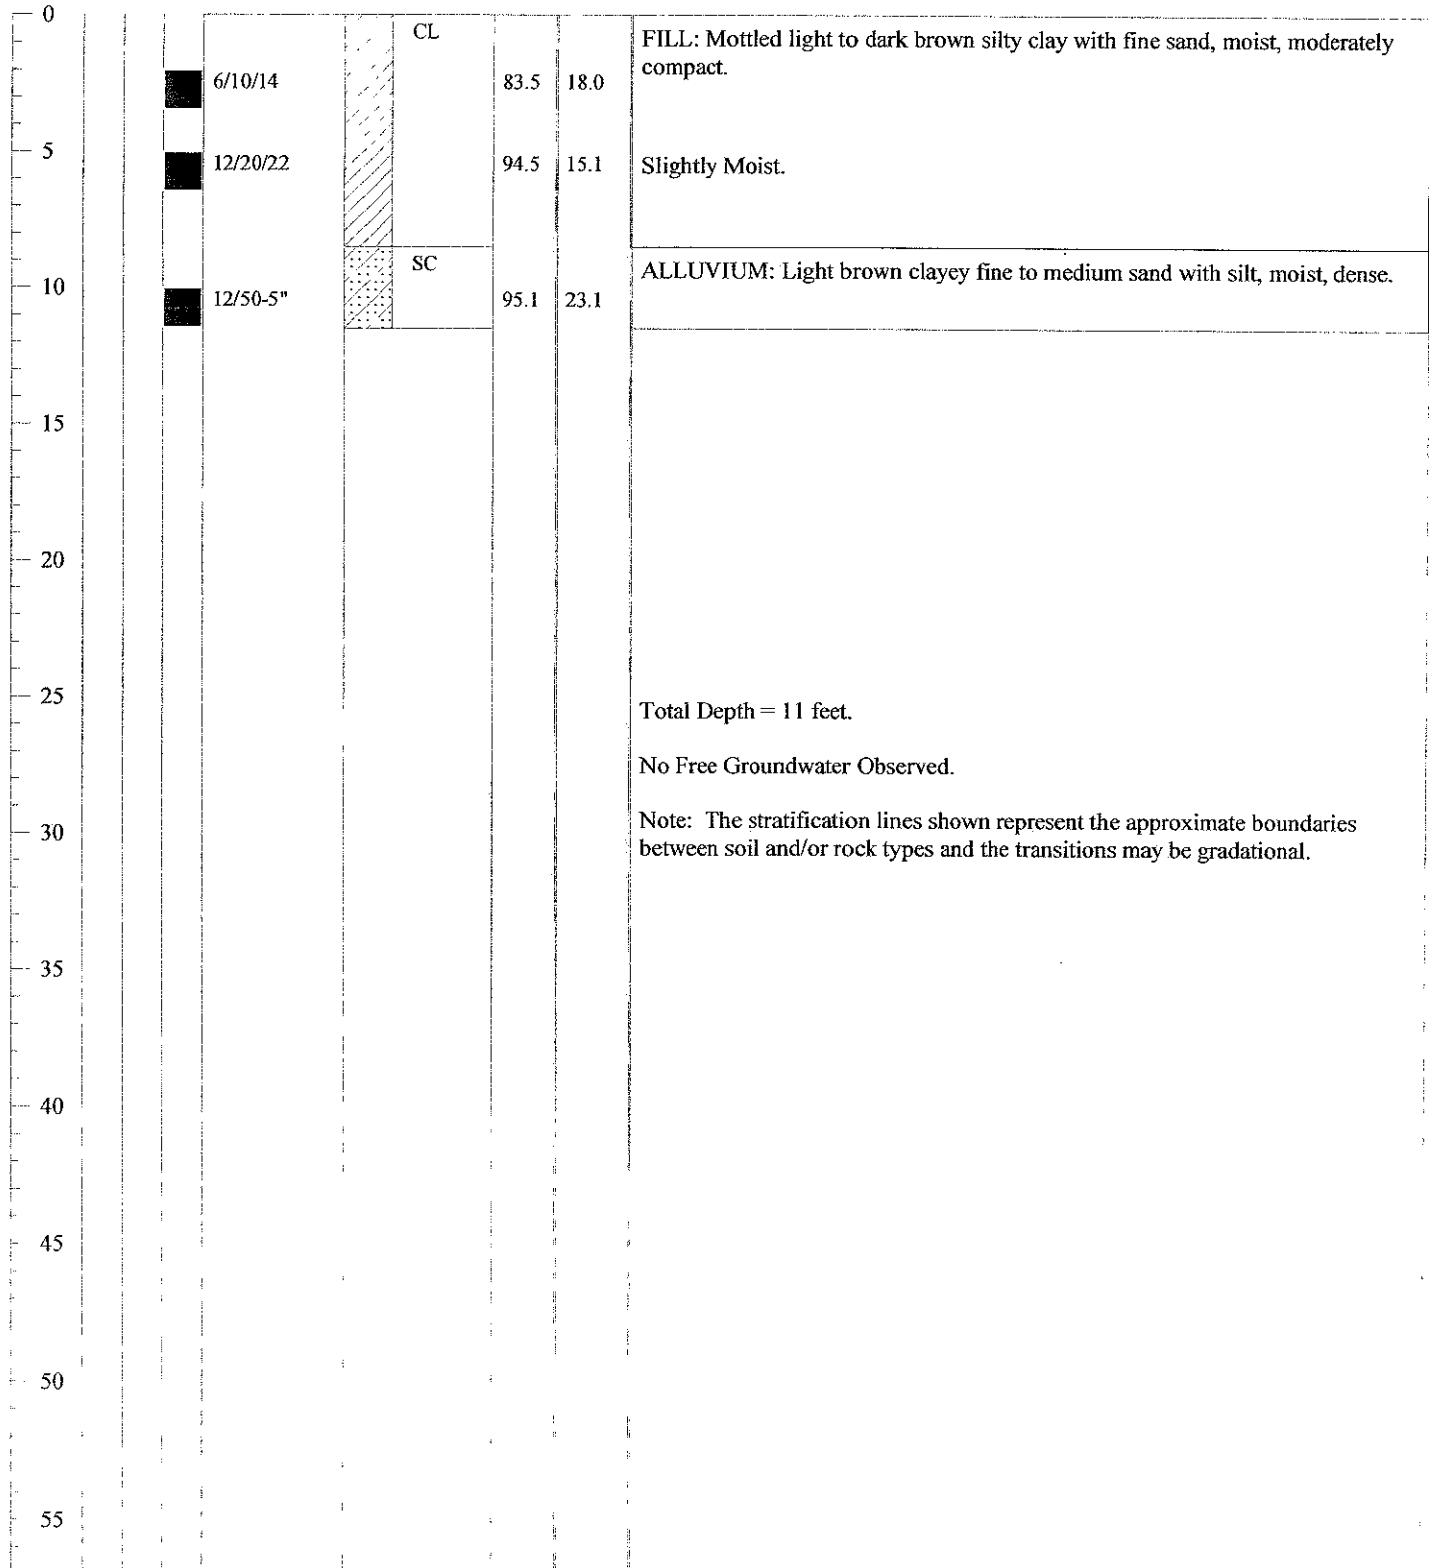 0
CL
FILL: Mottled light to dark brown silty clay with fine sand, moist, moderately
compact.
6/10/14 83.5 18.0
5
12/20/22 94.5 15.1 Slightly Moist.
SC
ALLUVIUM: Light brown clayey fine to medium sand with silt, moist, dense.
10
12/50-5" 95.1 23.1
15
20
25
Total Depth = 11 feet.
No Free Groundwater Observed.
Note: The stratification lines shown represent the approximate boundaries
30
between soil and/or rock types and the transitions may be gradational.
35
40
45
50
55